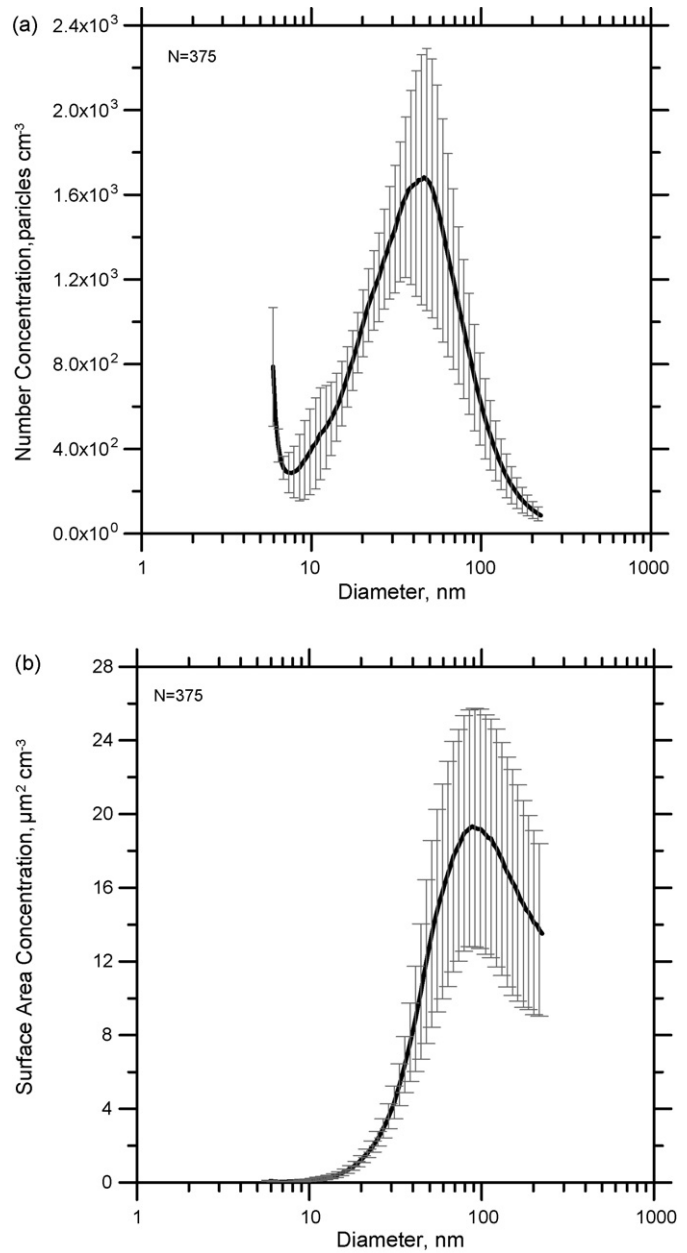 (a)
N=375
2.4x10³
2.0x10³
1.6x10³
1.2x10³
8.0x10²
4.0x10²
0.0x10⁰
Number Concentration,paricles cm⁻³
1 10 100 1000
Diameter, nm
(b)
N=375
28
24
20
16
12
8
4
0
Surface Area Concentration, µm² cm⁻³
1 10 100 1000
Diameter, nm